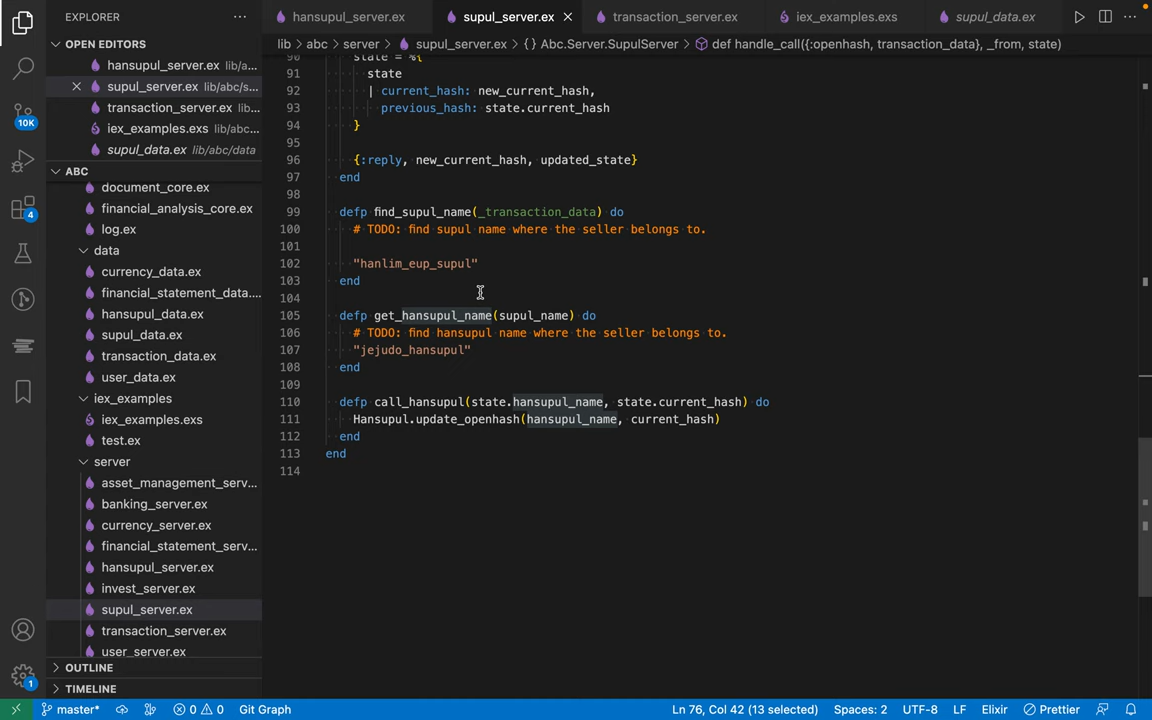 EXPLORER
OPEN EDITORS
hansupul_server.ex lib/a...
supul_server.ex lib/abc/s...
transaction_server.ex lib...
iex_examples.exs lib/abc...
supul_data.ex lib/abc/data
ABC
document_core.ex
financial_analysis_core.ex
log.ex
data
currency_data.ex
financial_statement_data....
hansupul_data.ex
supul_data.ex
transaction_data.ex
user_data.ex
iex_examples
iex_examples.exs
test.ex
server
asset_management_serv...
banking_server.ex
currency_server.ex
financial_statement_serv...
hansupul_server.ex
invest_server.ex
supul_server.ex
transaction_server.ex
user_server.ex
OUTLINE
TIMELINE
10K
4
1
hansupul_server.ex supul_server.ex transaction_server.ex iex_examples.exs supul_data.ex
lib > abc > server > supul_server.ex > {} Abc.Server.SupulServer > def handle_call({:openhash, transaction_data}, _from, state)
90 state = %{
91 state
92 | current_hash: new_current_hash,
93 previous_hash: state.current_hash
94 }
95
96 {:reply, new_current_hash, updated_state}
97 end
98
99 defp find_supul_name(_transaction_data) do
100 # TODO: find supul name where the seller belongs to.
101
102 "hanlim_eup_supul"
103 end
104
105 defp get_hansupul_name(supul_name) do
106 # TODO: find hansupul name where the seller belongs to.
107 "jejudo_hansupul"
108 end
109
110 defp call_hansupul(state.hansupul_name, state.current_hash) do
111 Hansupul.update_openhash(hansupul_name, current_hash)
112 end
113 end
114
master* 0 0 Git Graph Ln 76, Col 42 (13 selected) Spaces: 2 UTF-8 LF Elixir Prettier